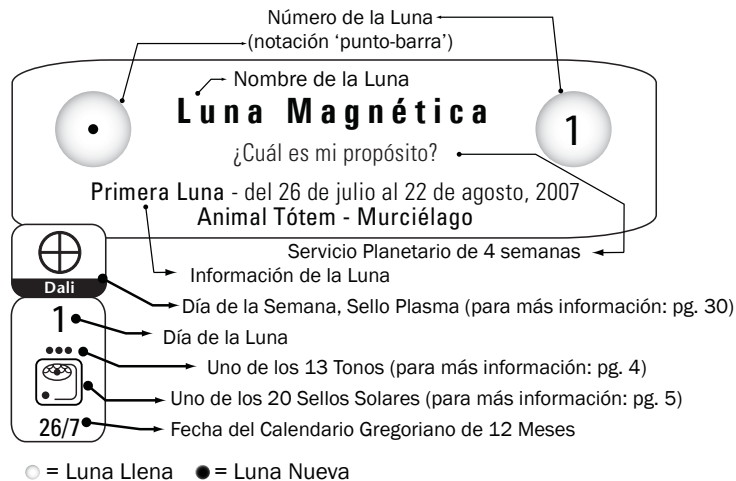 Número de la Luna
(notación ‘punto-barra’)
Nombre de la Luna
Luna Magnética
1
¿Cuál es mi propósito?
Primera Luna - del 26 de julio al 22 de agosto, 2007
Animal Tótem - Murciélago
Servicio Planetario de 4 semanas
Información de la Luna
Dali
Día de la Semana, Sello Plasma (para más información: pg. 30)
1
Día de la Luna
Uno de los 13 Tonos (para más información: pg. 4)
Uno de los 20 Sellos Solares (para más información: pg. 5)
26/7
Fecha del Calendario Gregoriano de 12 Meses
= Luna Llena = Luna Nueva